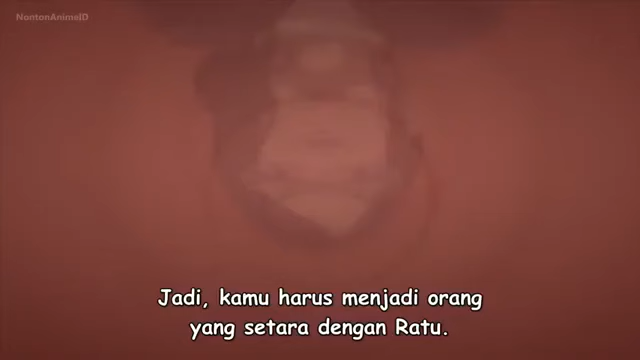 NontonAnimeID
Jadi, kamu harus menjadi orang
yang setara dengan Ratu.